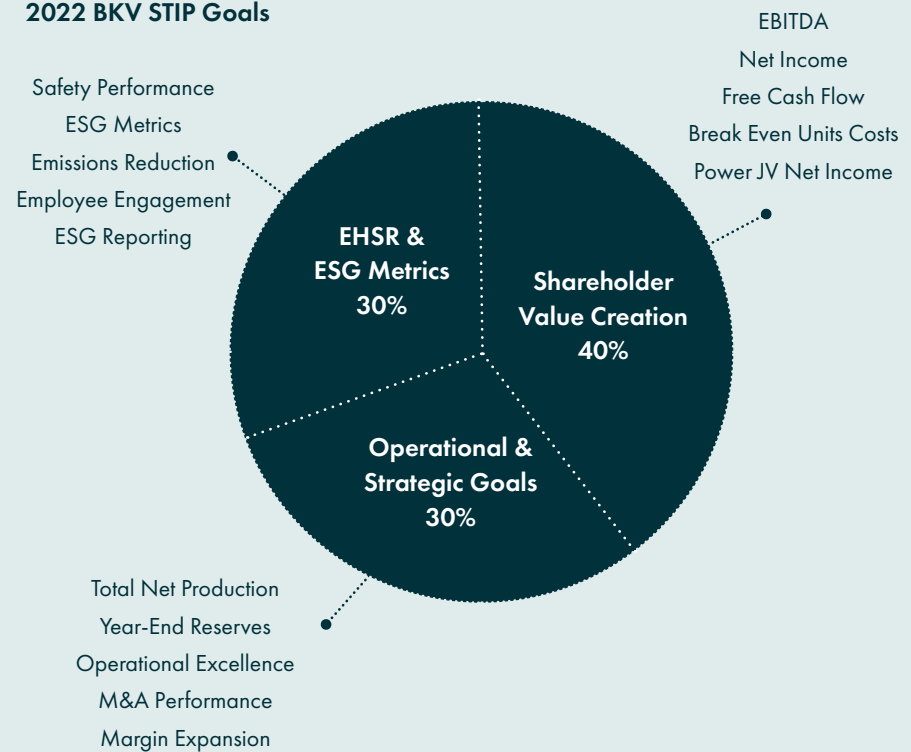 2022 BKV STIP Goals
Safety Performance
ESG Metrics
Emissions Reduction
Employee Engagement
ESG Reporting
EBITDA
Net Income
Free Cash Flow
Break Even Units Costs
Power JV Net Income
EHSR &
ESG Metrics
30%
Shareholder
Value Creation
40%
Operational &
Strategic Goals
30%
Total Net Production
Year-End Reserves
Operational Excellence
M&A Performance
Margin Expansion